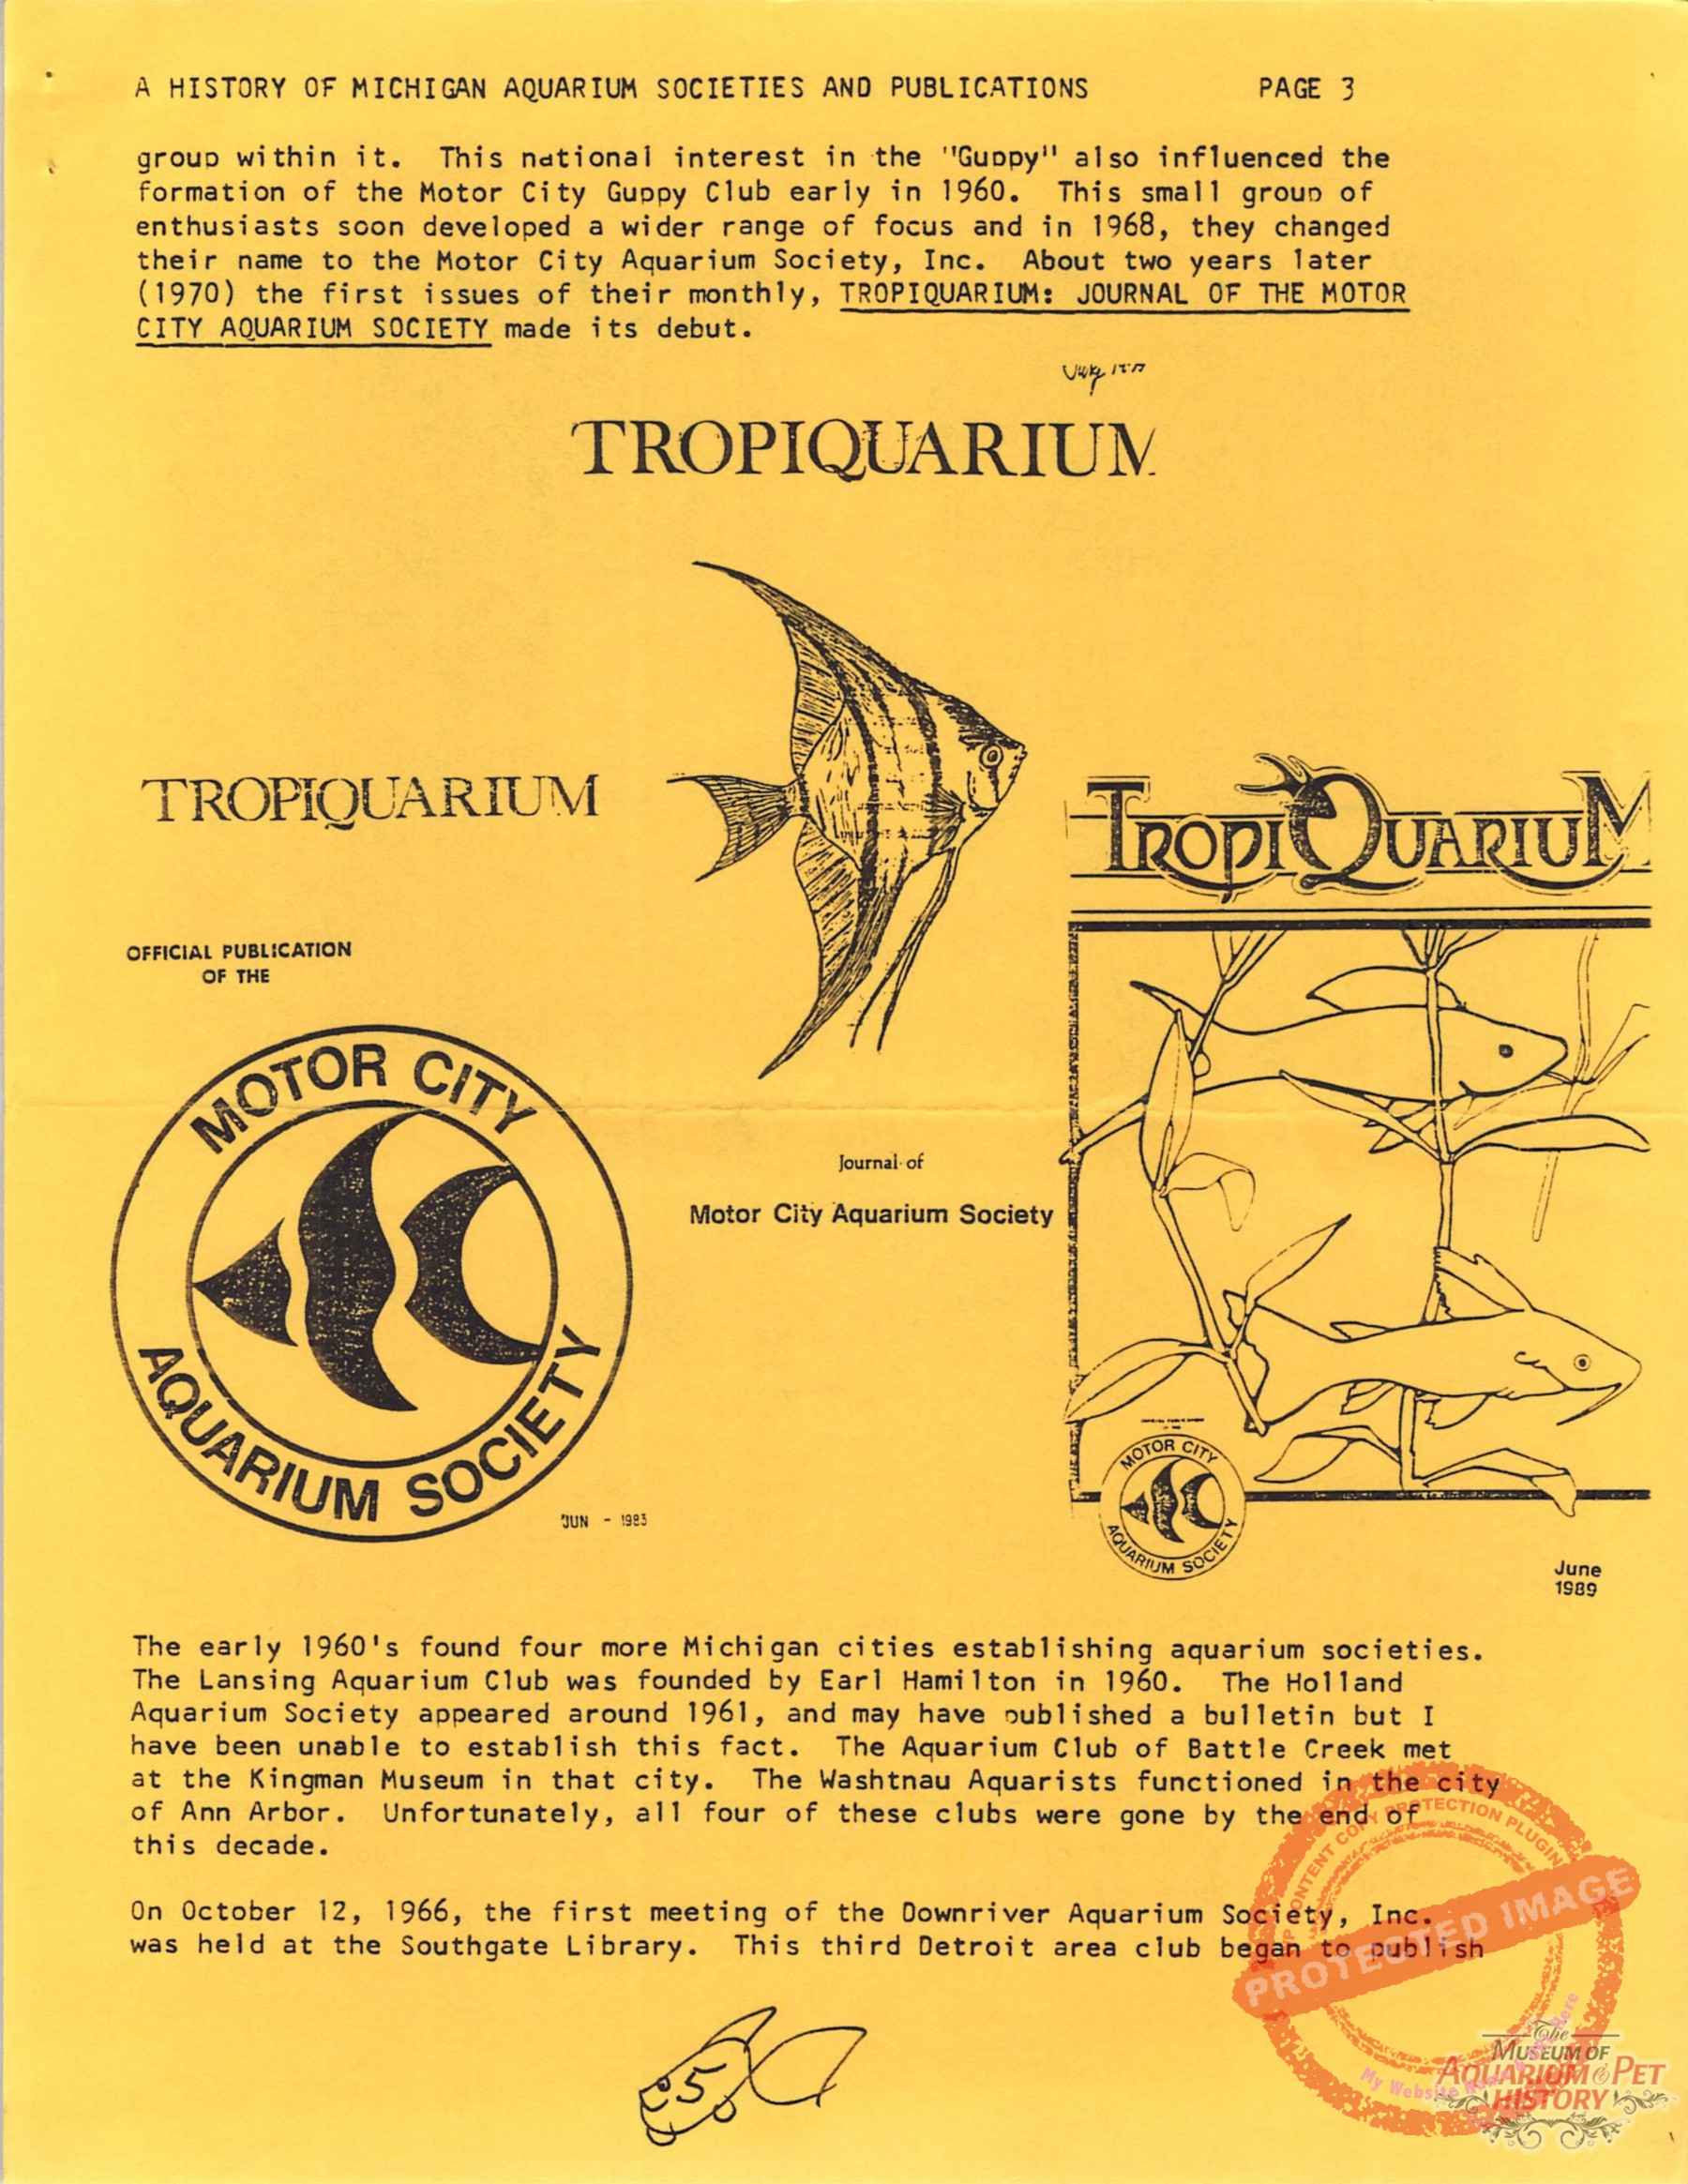 A HISTORY OF MICHIGAN AQUARIUM SOCIETIES AND PUBLICATIONS PAGE 3
group within it. This national interest in the "Guppy" also influenced the
formation of the Motor City Guppy Club early in 1960. This small group of
enthusiasts soon developed a wider range of focus and in 1968, they changed
their name to the Motor City Aquarium Society, Inc. About two years later
(1970) the first issues of their monthly, TROPIQUARIUM: JOURNAL OF THE MOTOR
CITY AQUARIUM SOCIETY made its debut.
TROPIQUARIUM
TROPIQUARIUM
OFFICIAL PUBLICATION
OF THE
MOTOR CITY
AQUARIUM SOCIETY
JUN - 1983
Journal of
Motor City Aquarium Society
TROPIQUARIUM
MOTOR CITY
AQUARIUM SOCIETY
June
1989
The early 1960's found four more Michigan cities establishing aquarium societies.
The Lansing Aquarium Club was founded by Earl Hamilton in 1960. The Holland
Aquarium Society appeared around 1961, and may have published a bulletin but I
have been unable to establish this fact. The Aquarium Club of Battle Creek met
at the Kingman Museum in that city. The Washtnau Aquarists functioned in the city
of Ann Arbor. Unfortunately, all four of these clubs were gone by the end of
this decade.
On October 12, 1966, the first meeting of the Downriver Aquarium Society, Inc.
was held at the Southgate Library. This third Detroit area club began to publish
5
WP CONTENT COPY PROTECTION PLUGIN
PROTECTED IMAGE
My Website Name Here
The
MUSEUM OF
AQUARIUM & PET
HISTORY